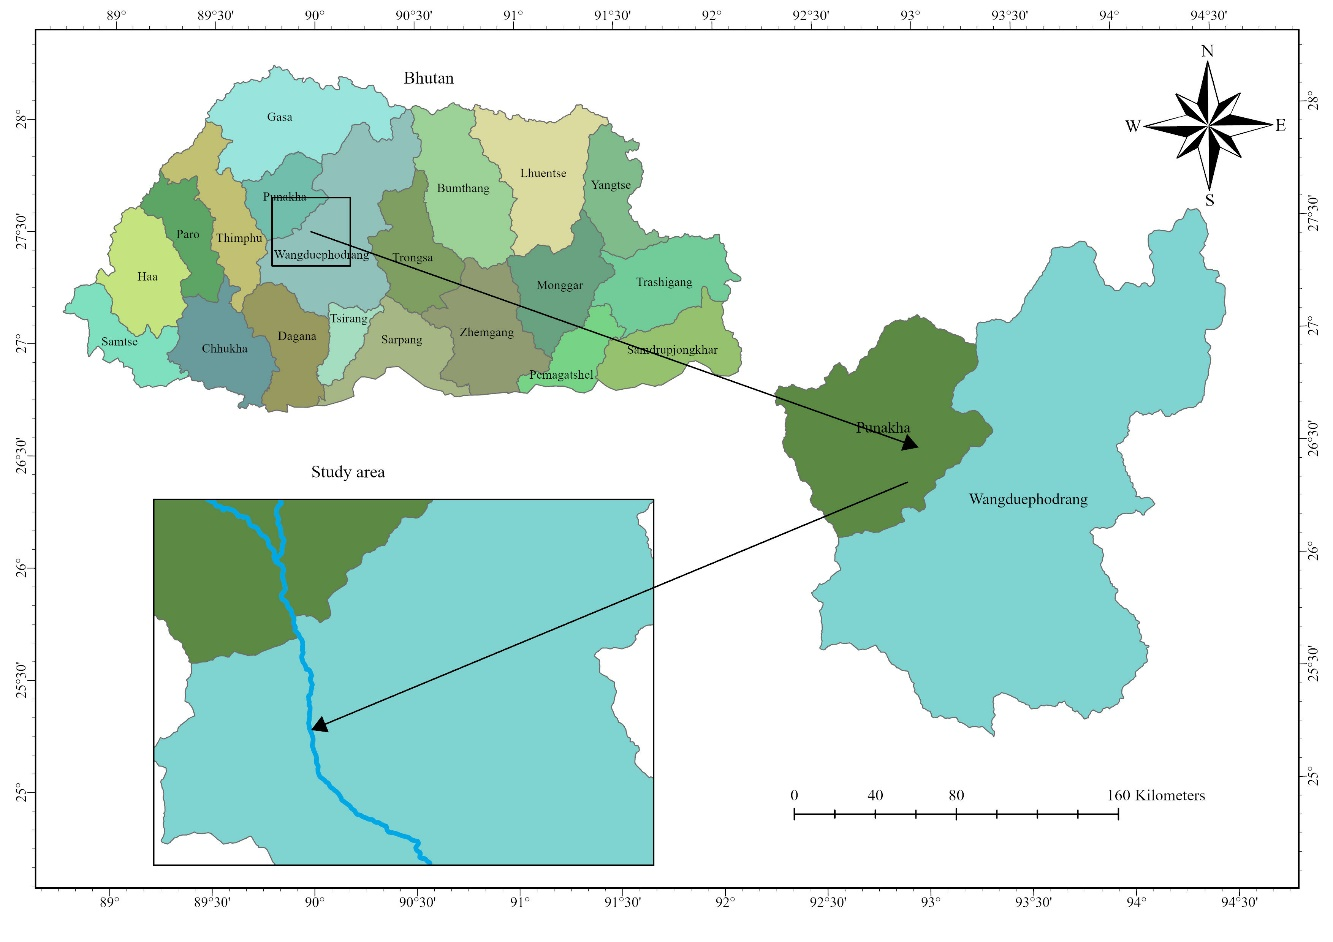 89° 89°30' 90° 90°30' 91° 91°30' 92° 92°30' 93° 93°30' 94° 94°30'
Bhutan
N
W E
S
28° 28°
27°30' 27°30'
27° 27°
26°30' 26°30'
26° 26°
25°30' 25°30'
25° 25°
Gasa
Punakha
Bumthang
Lhuentse
Yangtse
Paro
Thimphu
Wangduephodrang
Trongsa
Haa
Monggar
Trashigang
Samtse
Chhukha
Dagana
Tsirang
Sarpang
Zhemgang
Samdrupjongkhar
Pemagatshel
Punakha
Wangduephodrang
Study area
0 40 80 160 Kilometers
89° 89°30' 90° 90°30' 91° 91°30' 92° 92°30' 93° 93°30' 94° 94°30'